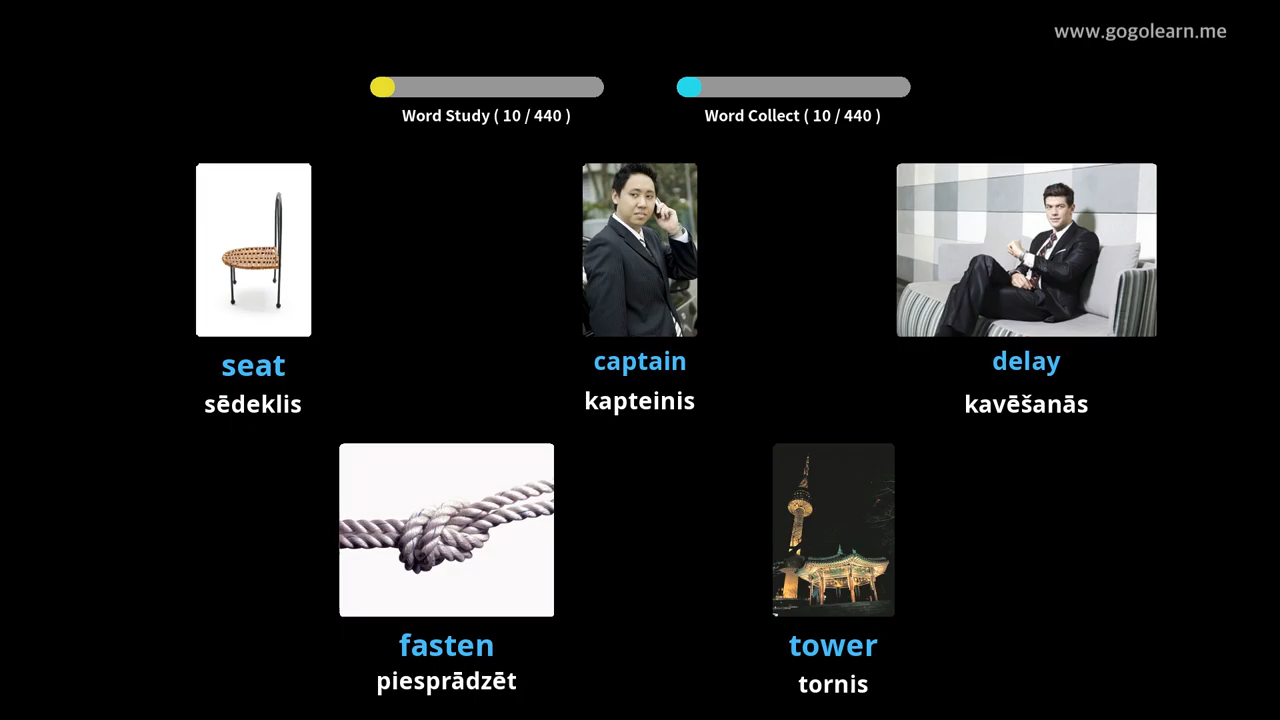 www.gogolearn.me
Word Study ( 10 / 440 )
Word Collect ( 10 / 440 )
seat
sēdeklis
captain
kapteinis
delay
kavēšanās
fasten
piesprādzēt
tower
tornis